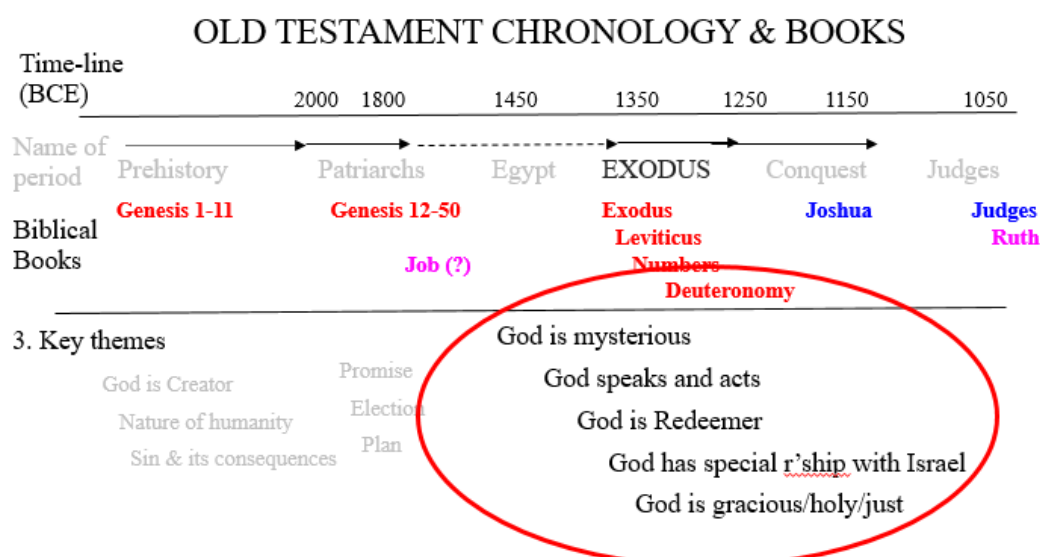 OLD TESTAMENT CHRONOLOGY & BOOKS
Time-line
(BCE)
2000 1800 1450 1350 1250 1150 1050
Name of
period
Prehistory Patriarchs Egypt EXODUS Conquest Judges
Biblical
Books
Genesis 1-11 Genesis 12-50 Exodus Joshua Judges
Leviticus Ruth
Job (?) Numbers
Deuteronomy
3. Key themes
God is Creator
Nature of humanity
Sin & its consequences
Promise
Election
Plan
God is mysterious
God speaks and acts
God is Redeemer
God has special r’ship with Israel
God is gracious/holy/just